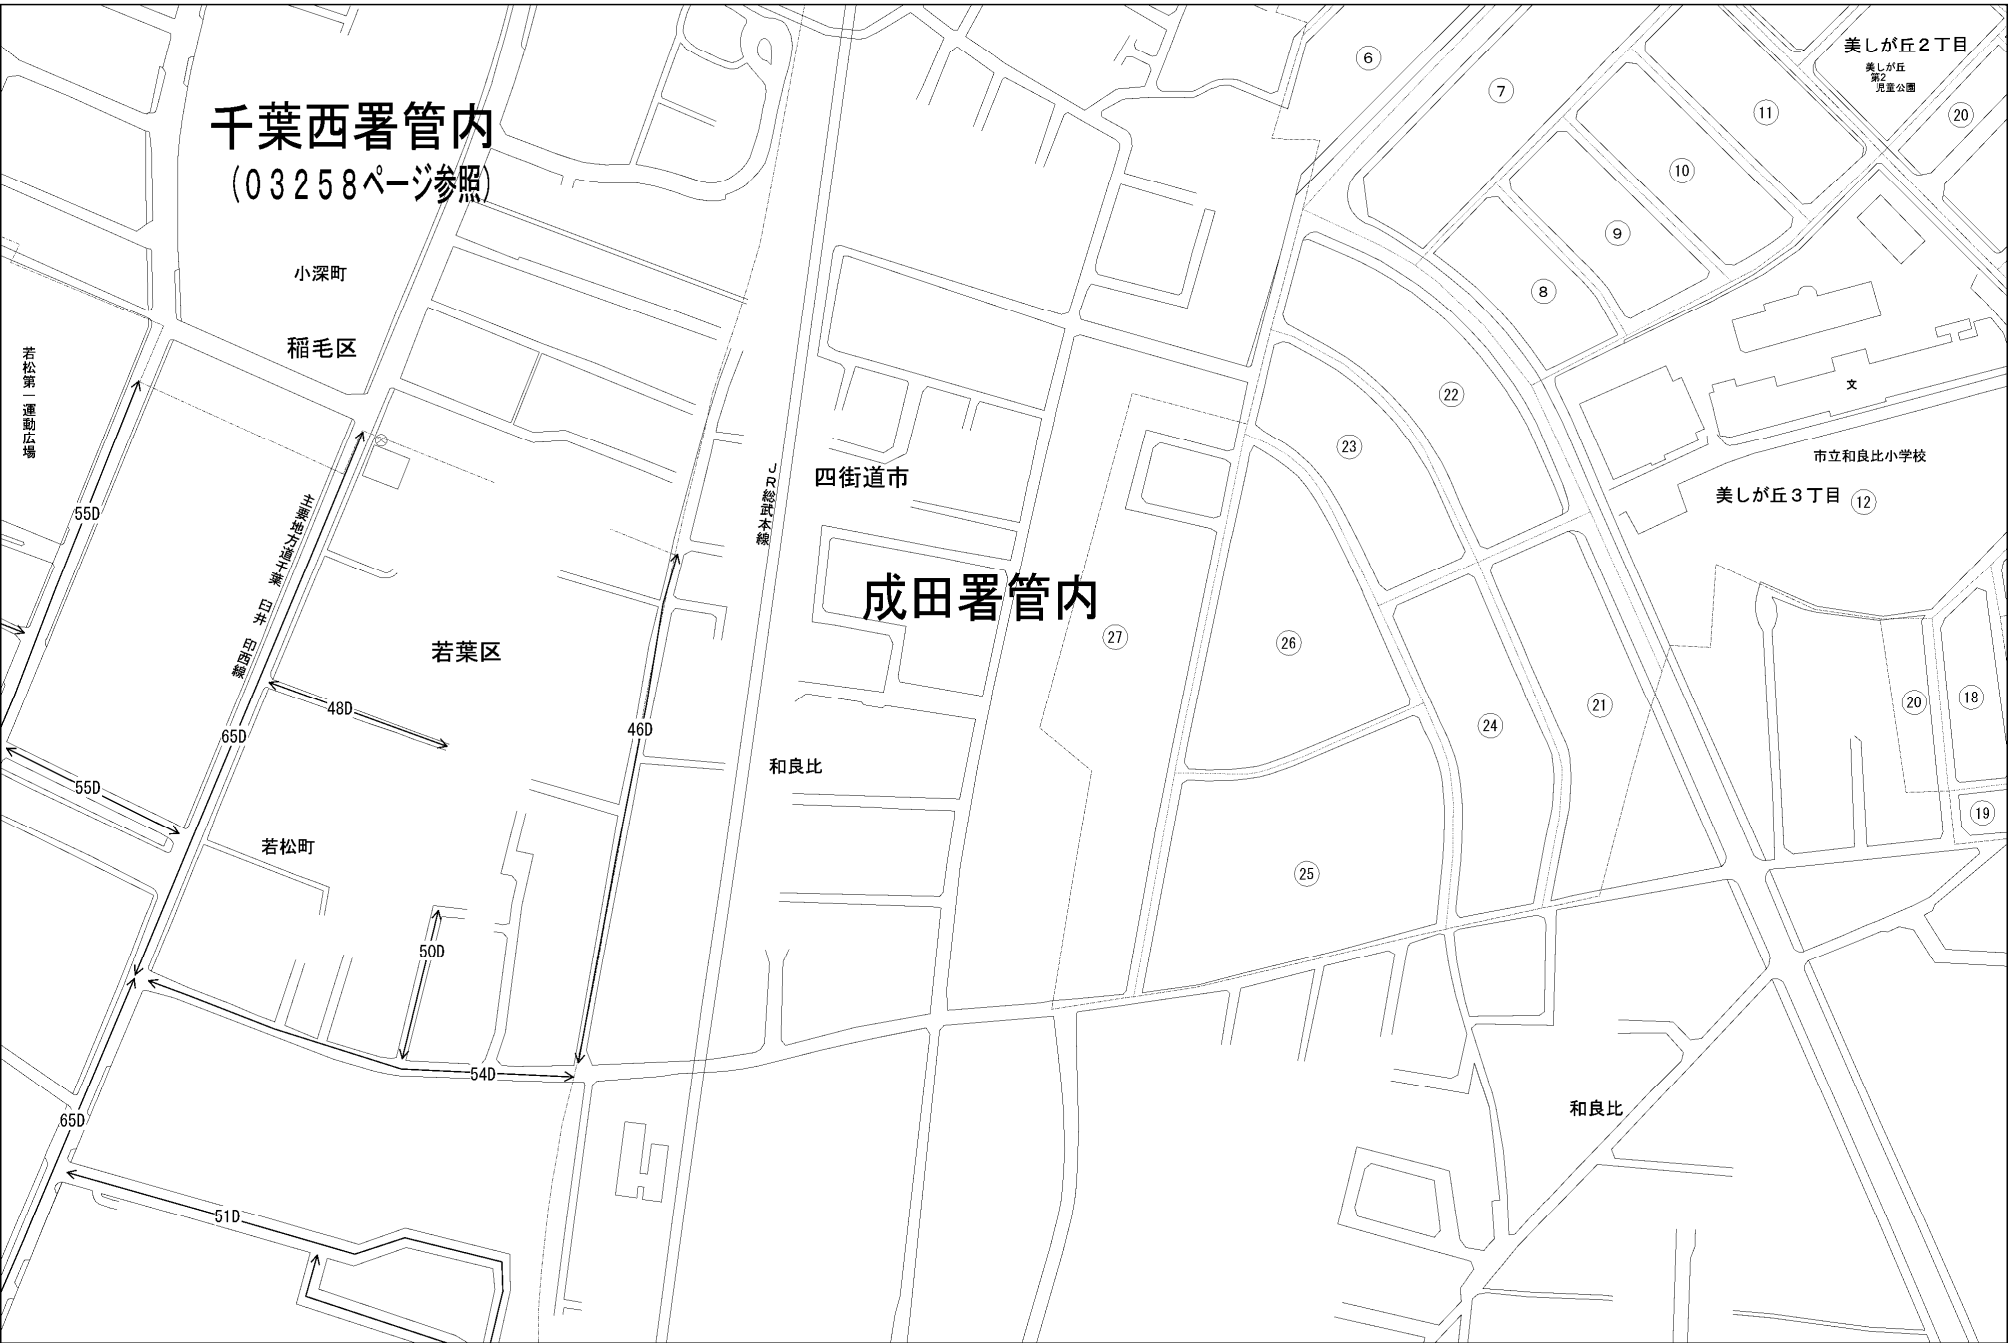 千葉西署管内
(03258ページ参照)
小深町
稲毛区
若松第一運動広場
55D
主要地方道千葉 臼井 印西線
若葉区
48D
65D
55D
46D
若松町
50D
54D
65D
51D
JR総武本線
四街道市
成田署管内
和良比
6
7
8
9
10
11
美しが丘2丁目
美しが丘
第2
児童公園
20
22
23
文
市立和良比小学校
美しが丘3丁目
12
27
26
24
21
20
18
19
25
和良比